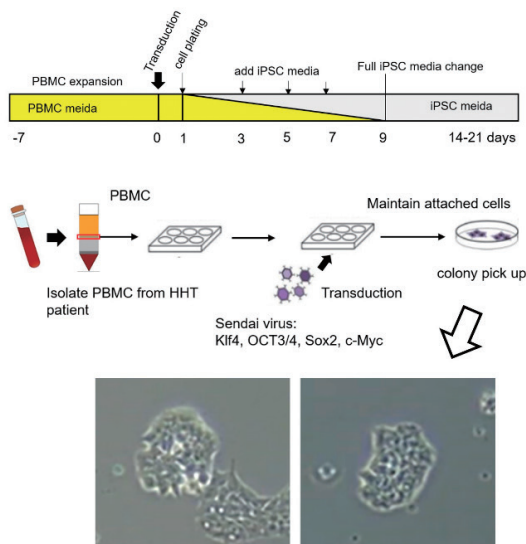 Transduction
cell plating
PBMC expansion
add iPSC media
Full iPSC media change
PBMC meida
iPSC meida
-7 0 1 3 5 7 9 14-21 days
PBMC
Maintain attached cells
Isolate PBMC from HHT
patient
Transduction
colony pick up
Sendai virus:
Klf4, OCT3/4, Sox2, c-Myc